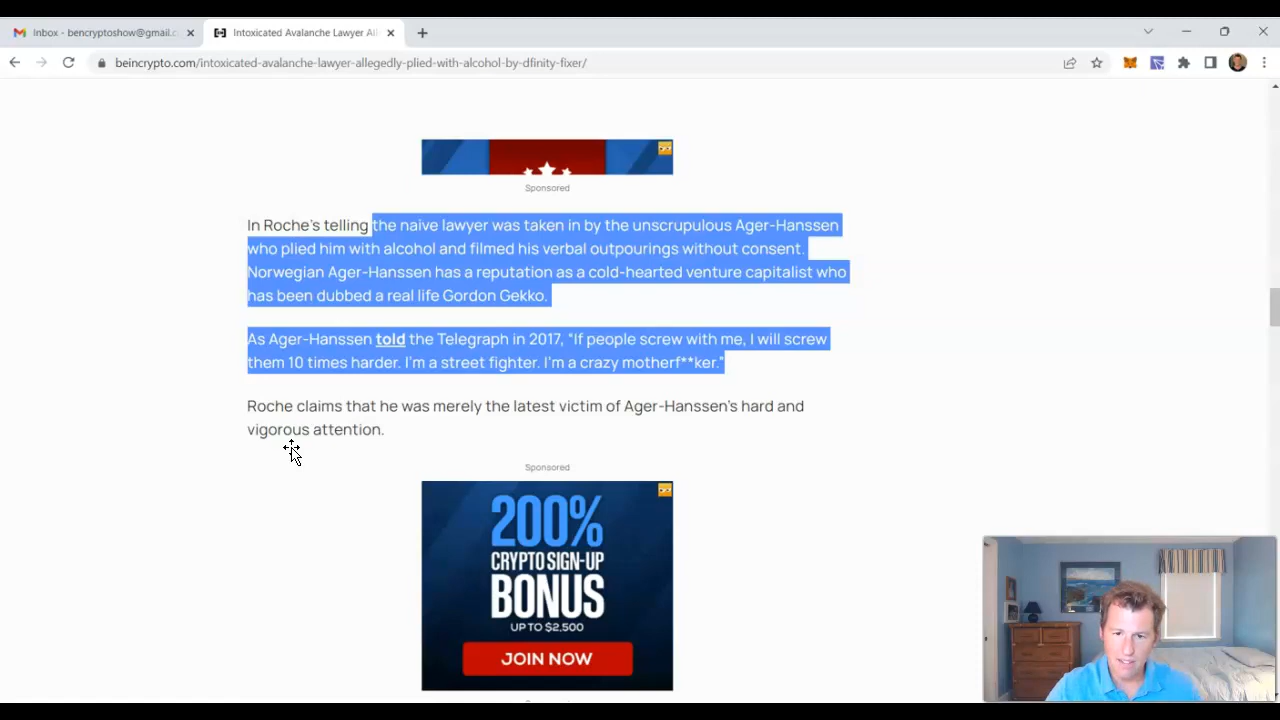 Inbox - bencryptoshow@gmail.c
Intoxicated Avalanche Lawyer All
beincrypto.com/intoxicated-avalanche-lawyer-allegedly-plied-with-alcohol-by-dfinity-fixer/
Sponsored
In Roche's telling the naive lawyer was taken in by the unscrupulous Ager-Hanssen
who plied him with alcohol and filmed his verbal outpourings without consent.
Norwegian Ager-Hanssen has a reputation as a cold-hearted venture capitalist who
has been dubbed a real life Gordon Gekko.
As Ager-Hanssen told the Telegraph in 2017, “If people screw with me, I will screw
them 10 times harder. I'm a street fighter. I'm a crazy motherf**ker.”
Roche claims that he was merely the latest victim of Ager-Hanssen's hard and
vigorous attention.
Sponsored
200%
CRYPTO SIGN-UP
BONUS
UP TO $2,500
JOIN NOW